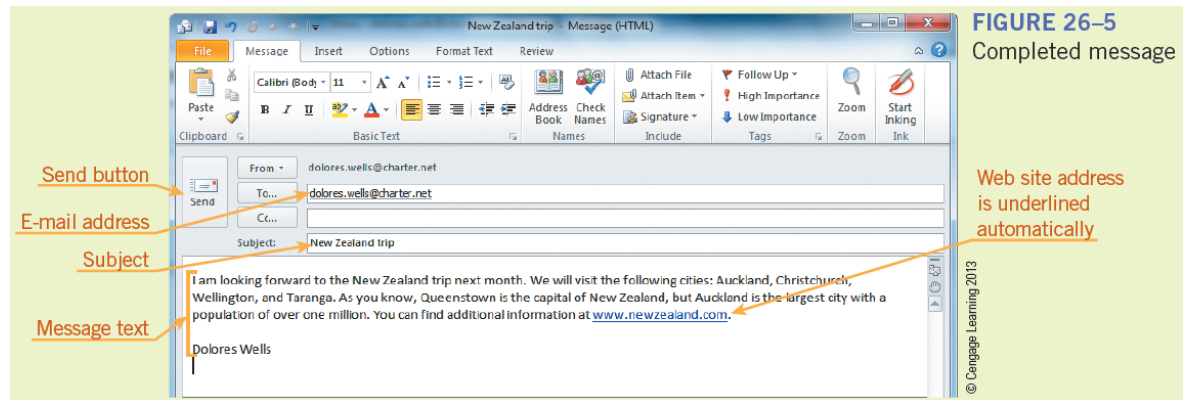 New Zealand trip - Message (HTML)
FIGURE 26–5
Completed message
File Message Insert Options Format Text Review
Calibri (Body 11
Paste
B I U
Address Book
Check Names
Attach File
Attach Item
Signature
Follow Up
High Importance
Low Importance
Zoom
Start Inking
Clipboard Basic Text Names Include Tags Zoom Ink
Send button
E-mail address
Subject
Message text
Send
From dolores.wells@charter.net
To... dolores.wells@charter.net
Cc...
Subject: New Zealand trip
I am looking forward to the New Zealand trip next month. We will visit the following cities: Auckland, Christchurch,
Wellington, and Taranga. As you know, Queenstown is the capital of New Zealand, but Auckland is the largest city with a
population of over one million. You can find additional information at www.newzealand.com.
Dolores Wells
Web site address
is underlined
automatically
© Cengage Learning 2013